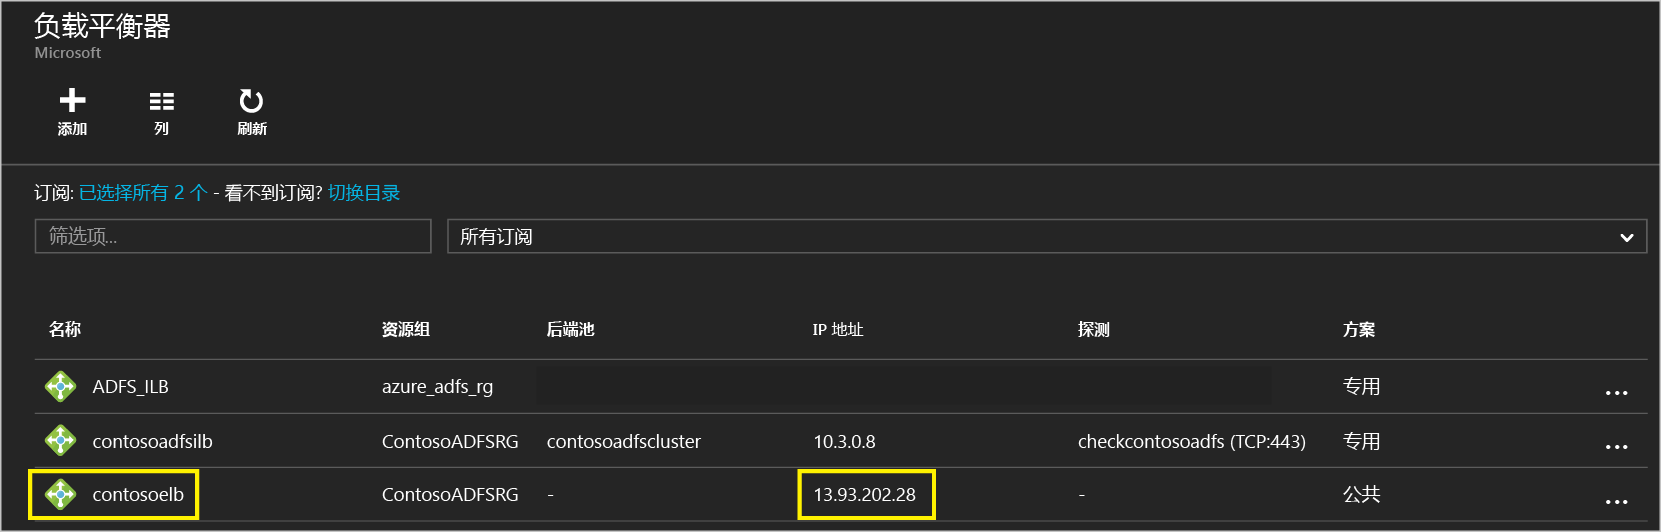 负载平衡器
Microsoft
添加 列 刷新
订阅: 已选择所有 2 个 - 看不到订阅? 切换目录
筛选项... 所有订阅
名称 资源组 后端池 IP 地址 探测 方案
ADFS_ILB azure_adfs_rg 专用 ...
contosoadfsilb ContosoADFSRG contosoadfscluster 10.3.0.8 checkcontosoadfs (TCP:443) 专用 ...
contosoelb ContosoADFSRG - 13.93.202.28 - 公共 ...